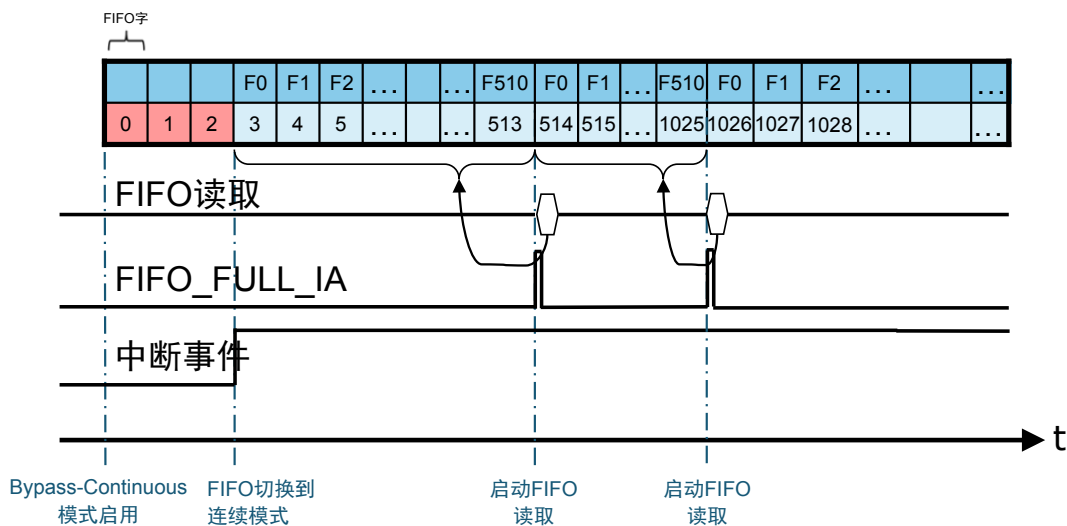 FIFO字
F0 F1 F2 ... ... F510 F0 F1 ... F510 F0 F1 F2 ... ...
0 1 2 3 4 5 ... ... 513 514 515 ... 1025 1026 1027 1028 ... ...
FIFO读取
FIFO_FULL_IA
中断事件
t
Bypass-Continuous
模式启用
FIFO切换到
连续模式
启动FIFO
读取
启动FIFO
读取